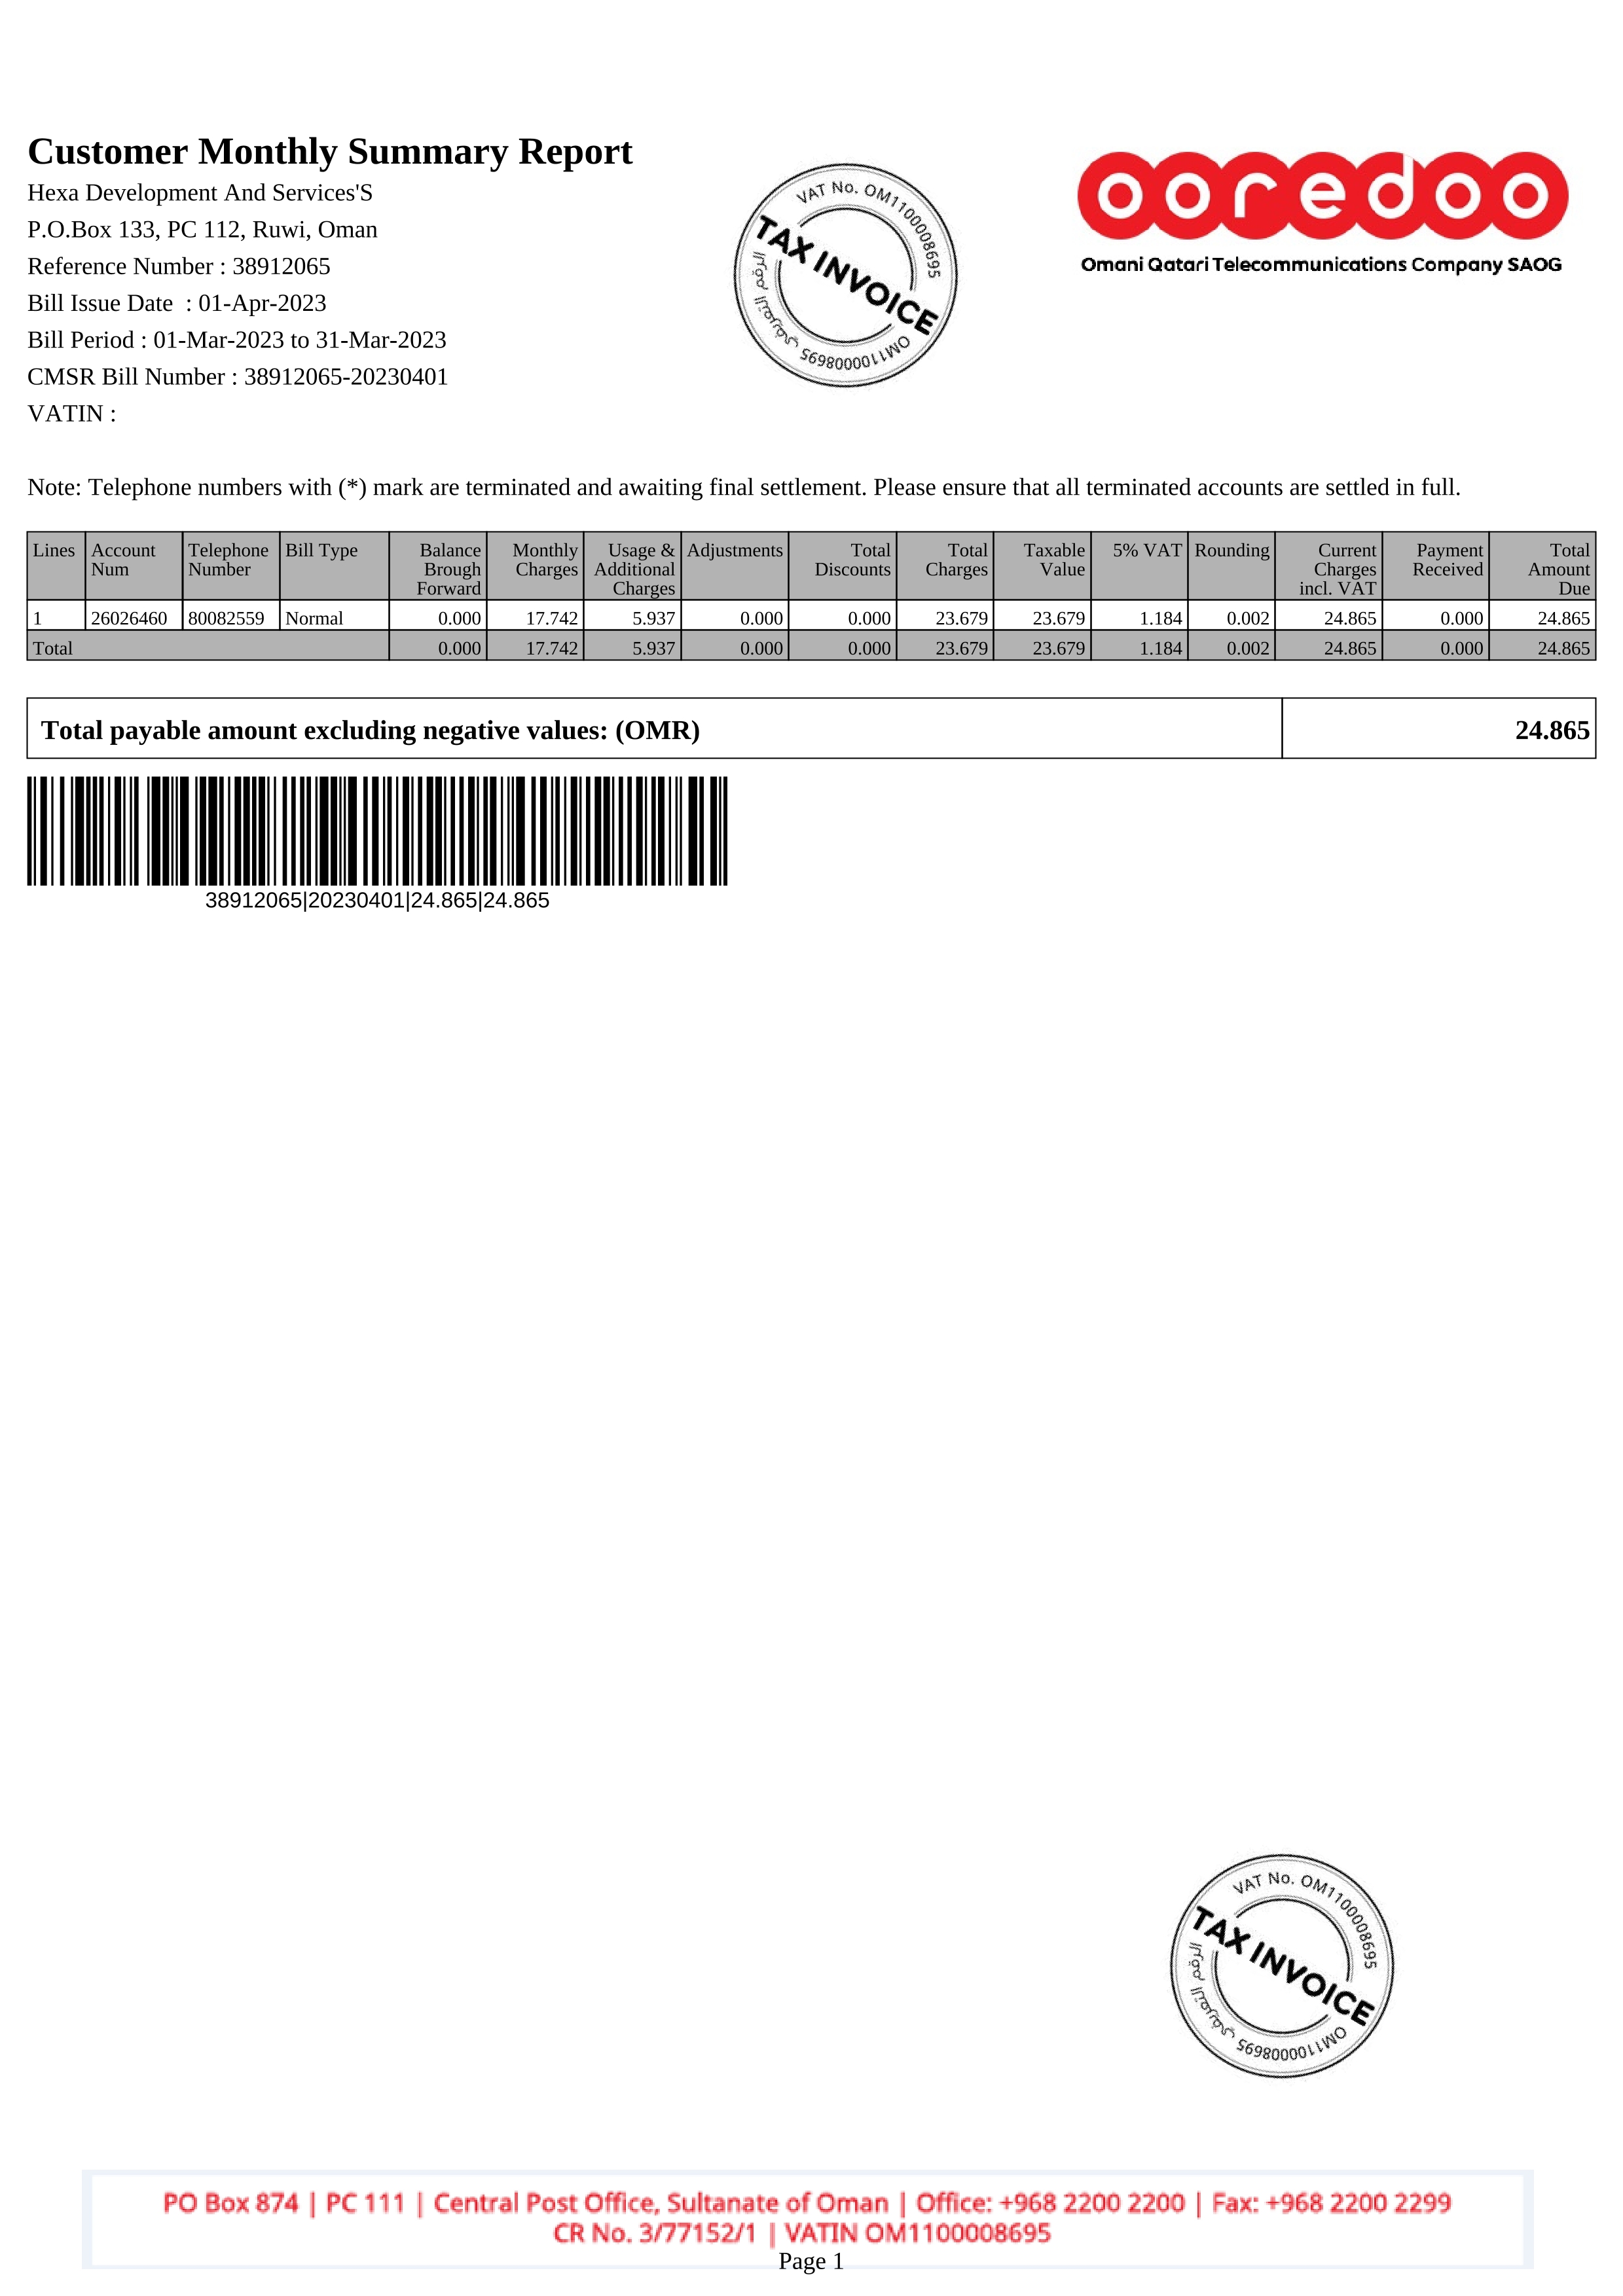 Customer Monthly Summary Report
Hexa Development And Services'S
P.O.Box 133, PC 112, Ruwi, Oman
Reference Number : 38912065
Bill Issue Date  : 01-Apr-2023
Bill Period : 01-Mar-2023 to 31-Mar-2023
CMSR Bill Number : 38912065-20230401
VATIN :
VAT No. OM1100008695
TAX INVOICE
الرقم الضريبي OM1100008695
ooredoo
Omani Qatari Telecommunications Company SAOG
Note: Telephone numbers with (*) mark are terminated and awaiting final settlement. Please ensure that all terminated accounts are settled in full.
Lines Account Num Telephone Number Bill Type Balance Brough Forward Monthly Charges Usage & Additional Charges Adjustments Total Discounts Total Charges Taxable Value 5% VAT Rounding Current Charges incl. VAT Payment Received Total Amount Due
1 26026460 80082559 Normal 0.000 17.742 5.937 0.000 0.000 23.679 23.679 1.184 0.002 24.865 0.000 24.865
Total 0.000 17.742 5.937 0.000 0.000 23.679 23.679 1.184 0.002 24.865 0.000 24.865
Total payable amount excluding negative values: (OMR) 24.865
38912065|20230401|24.865|24.865
VAT No. OM1100008695
TAX INVOICE
الرقم الضريبي OM1100008695
PO Box 874 | PC 111 | Central Post Office, Sultanate of Oman | Office: +968 2200 2200 | Fax: +968 2200 2299
CR No. 3/77152/1 | VATIN OM1100008695
Page 1